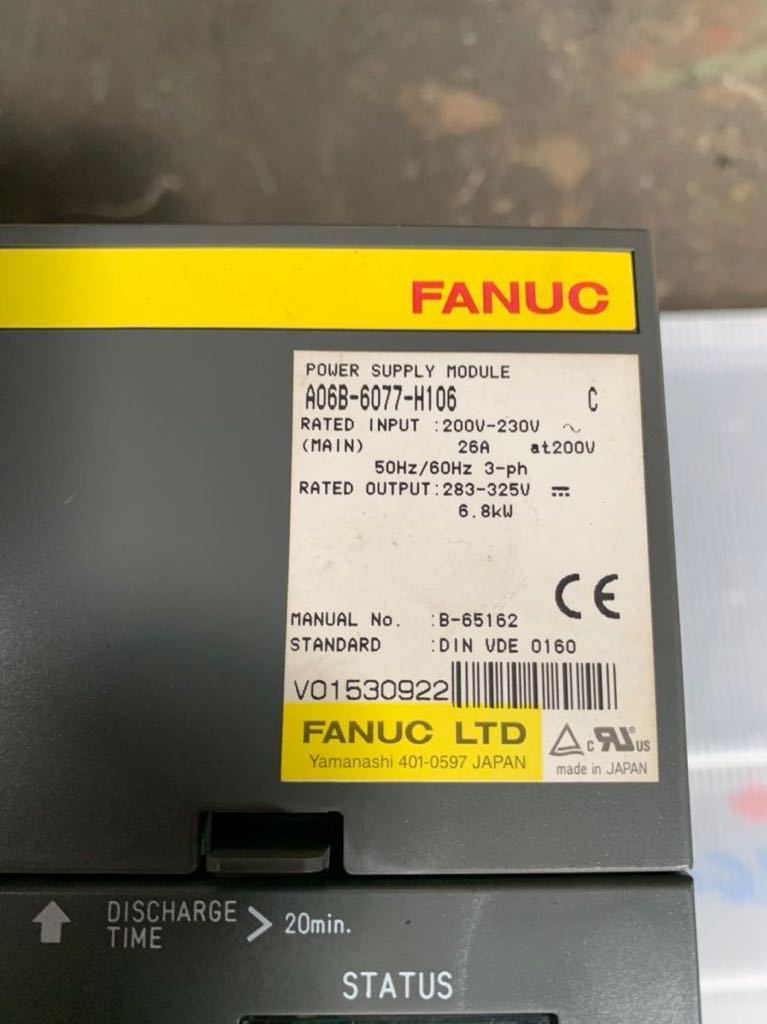 FANUC
POWER SUPPLY MODULE
A06B-6077-H106 C
RATED INPUT :200V-230V ~
(MAIN) 26A at200V
50Hz/60Hz 3-ph
RATED OUTPUT:283-325V ⎓
6.8kW
CE
MANUAL No. :B-65162
STANDARD :DIN VDE 0160
V01530922
FANUC LTD
Yamanashi 401-0597 JAPAN
c RU US
made in JAPAN
DISCHARGE > 20min.
TIME
STATUS